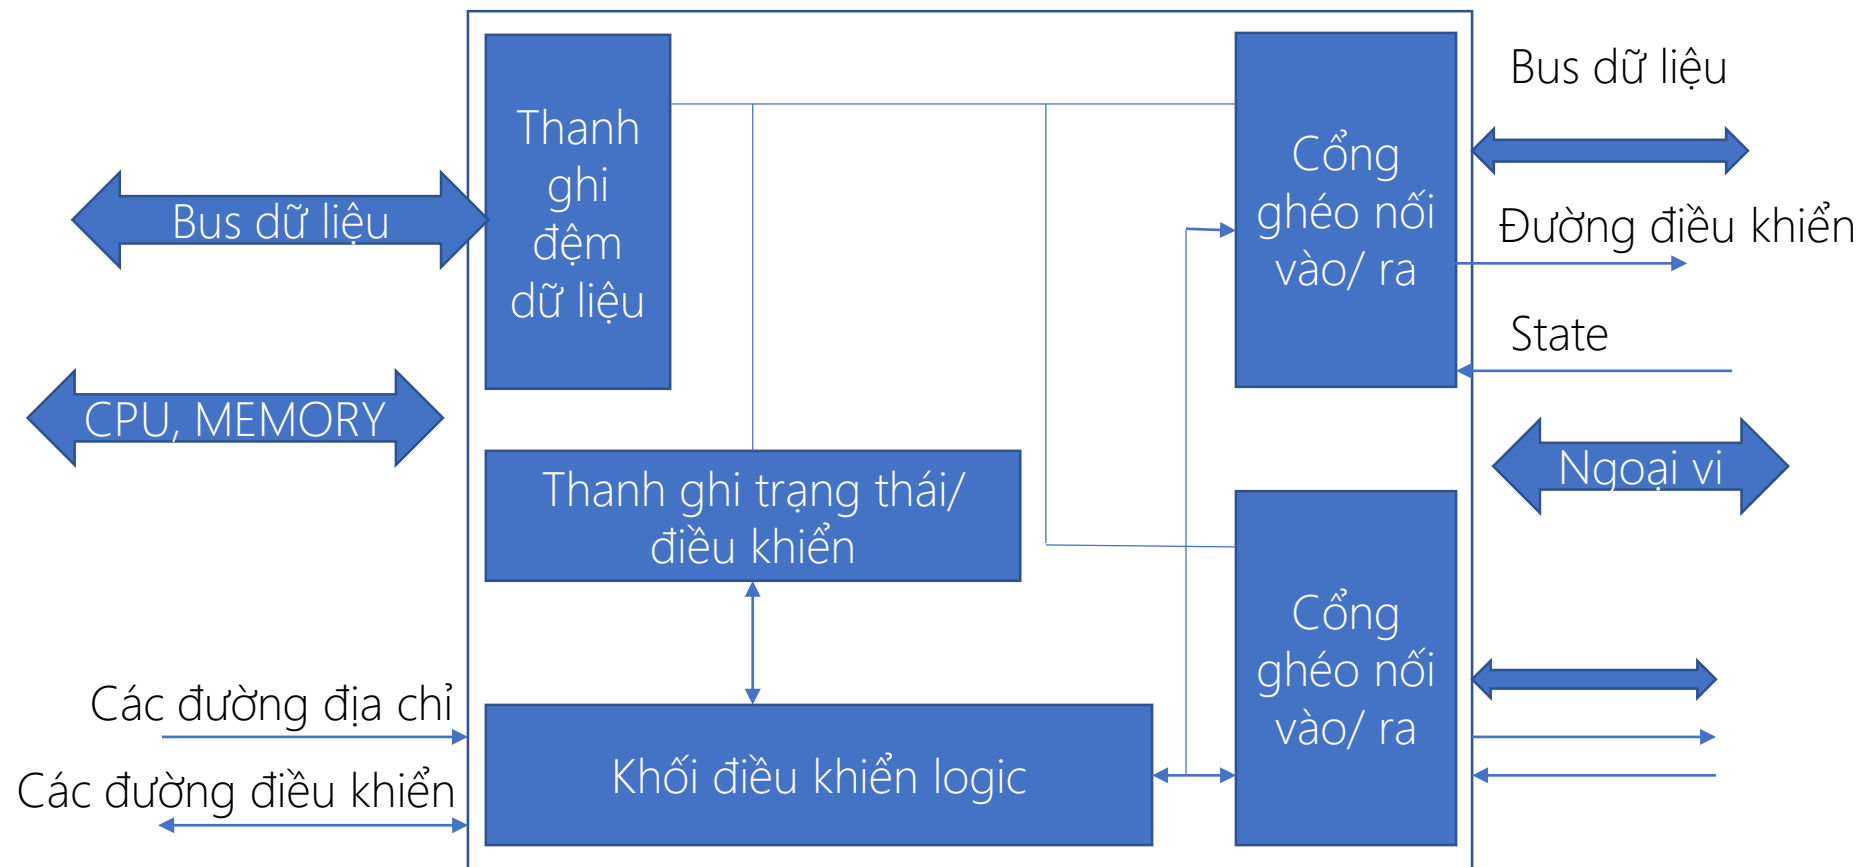 Bus dữ liệu
Thanh
ghi
đệm
dữ liệu
Cổng
ghéo nối
vào/ ra
Bus dữ liệu
Đường điều khiển
State
CPU, MEMORY
Thanh ghi trạng thái/
điều khiển
Ngoại vi
Cổng
ghéo nối
vào/ ra
Các đường địa chỉ
Các đường điều khiển
Khối điều khiển logic